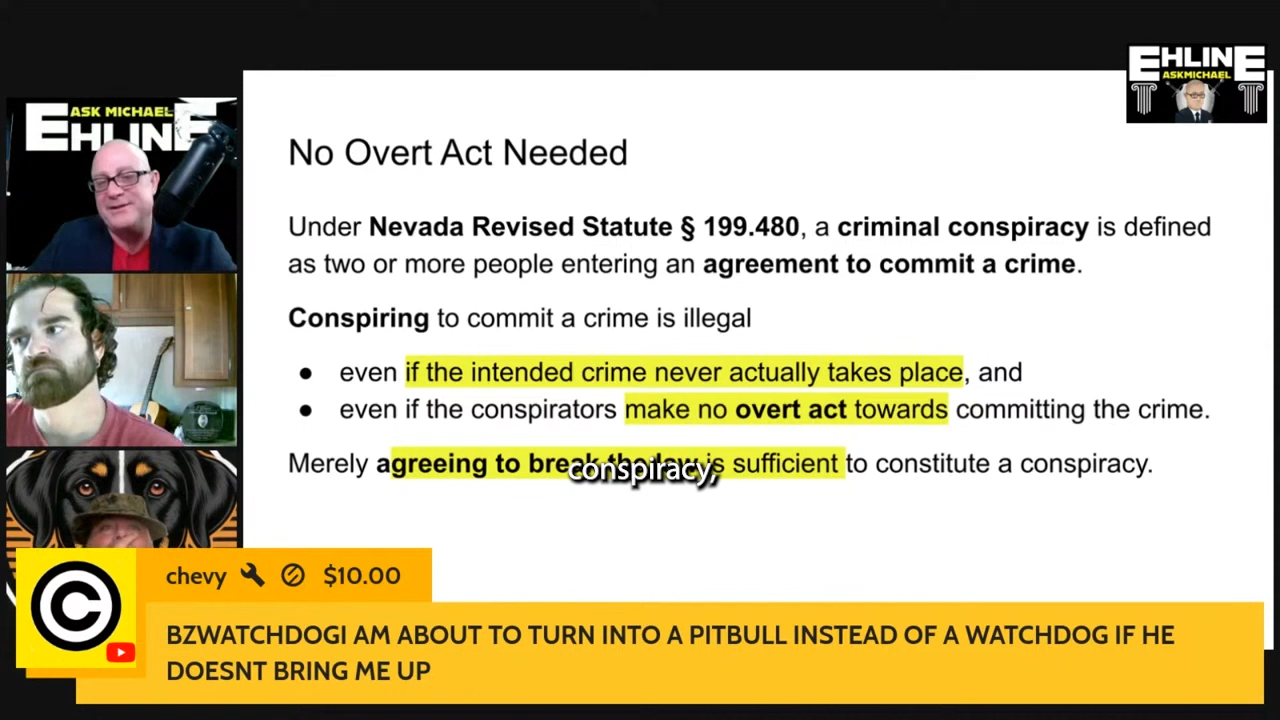 ASK MICHAEL
EHLINE
EHLINE
ASKMICHAEL
No Overt Act Needed
Under Nevada Revised Statute § 199.480, a criminal conspiracy is defined
as two or more people entering an agreement to commit a crime.
Conspiring to commit a crime is illegal
● even if the intended crime never actually takes place, and
● even if the conspirators make no overt act towards committing the crime.
Merely agreeing to break the law is sufficient to constitute a conspiracy.
conspiracy,
chevy $10.00
BZWATCHDOGI AM ABOUT TO TURN INTO A PITBULL INSTEAD OF A WATCHDOG IF HE
DOESNT BRING ME UP